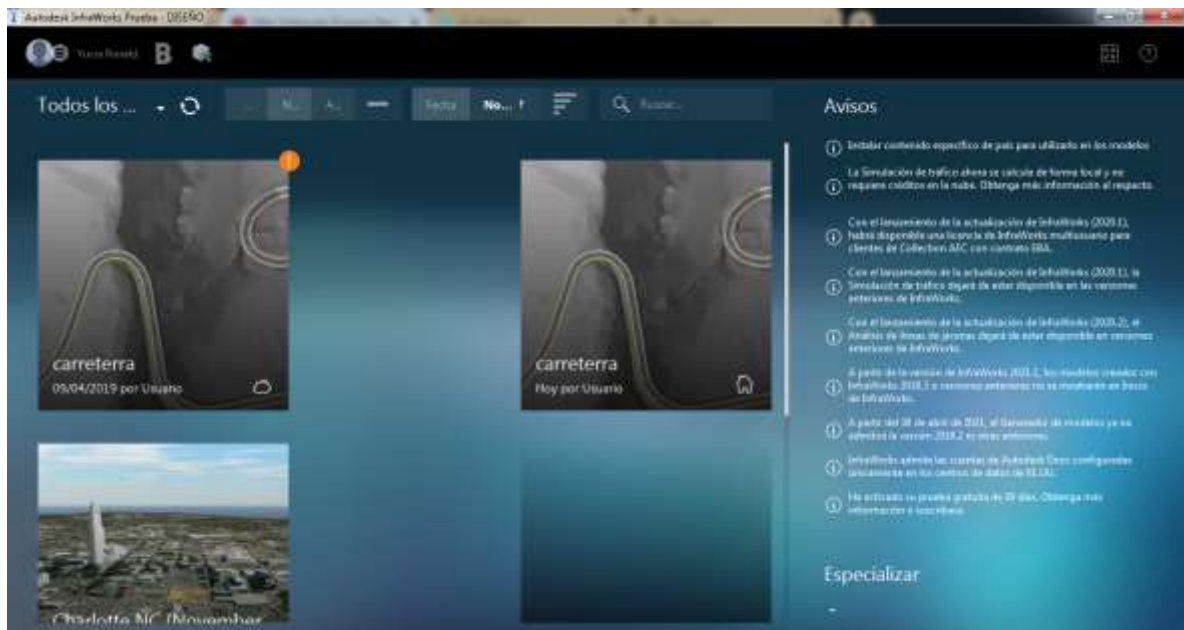 Autodesk InfraWorks Prueba - DISEÑO
B
Todos los ...
N...
A...
Fecha
No...
Buscar...
Avisos
Instalar contenido específico de país para utilizarlo en los modelos
La Simulación de tráfico ahora se calcula de forma local y no
requiere créditos en la nube. Obtenga más información al respecto.
Con el lanzamiento de la actualización de InfraWorks (2020.1),
habrá disponible una licencia de InfraWorks multiusuario para
clientes de Collection AEC con contrato EBA.
Con el lanzamiento de la actualización de InfraWorks (2020.1), la
Simulación de tráfico dejará de estar disponible en las versiones
anteriores de InfraWorks.
Con el lanzamiento de la actualización de InfraWorks (2020.2), el
Análisis de líneas de jornada dejará de estar disponible en versiones
anteriores de InfraWorks.
A partir de la versión de InfraWorks los modelos creados con
InfraWorks o versiones anteriores no se mostrarán en Inicio
de InfraWorks.
A partir del 30 de abril de 2021, el Generador de modelos ya no
admitirá la versión 2018.2 ni otras anteriores.
InfraWorks admite las cuentas de Autodesk Docs configuradas
únicamente en los centros de datos de EE.UU.
Ha activado su prueba gratuita de 30 días. Obtenga más
información o suscríbase.
carreterra
09/04/2019 por Usuario
carreterra
Hoy por Usuario
Charlotte NC (November
Especializar